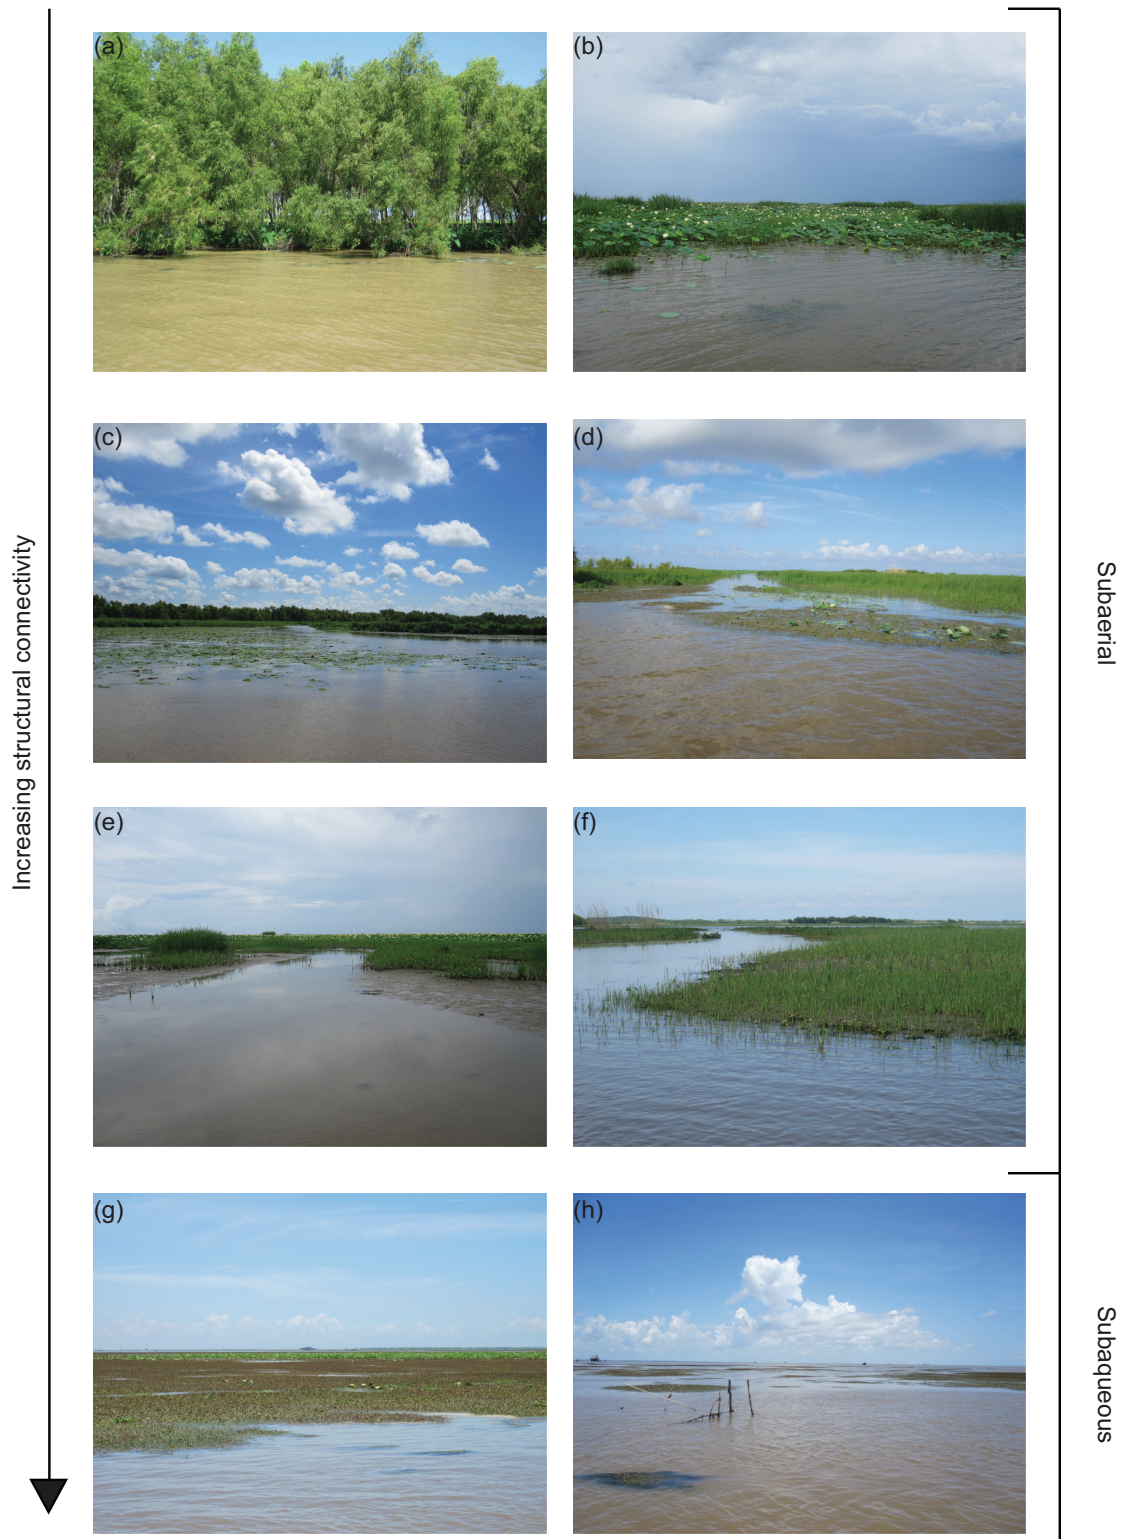 (a)
(b)
(c)
(d)
(e)
(f)
(g)
(h)
Increasing structural connectivity
Subaerial
Subaqueous